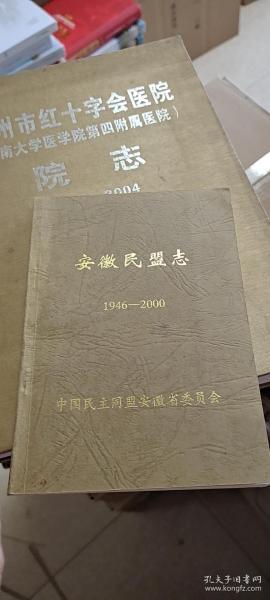 州市红十字会医院
南大学医学院第四附属医院)
院志
2004
安徽民盟志
1946—2000
中国民主同盟安徽省委员会
孔夫子旧书网
www.kongfz.com